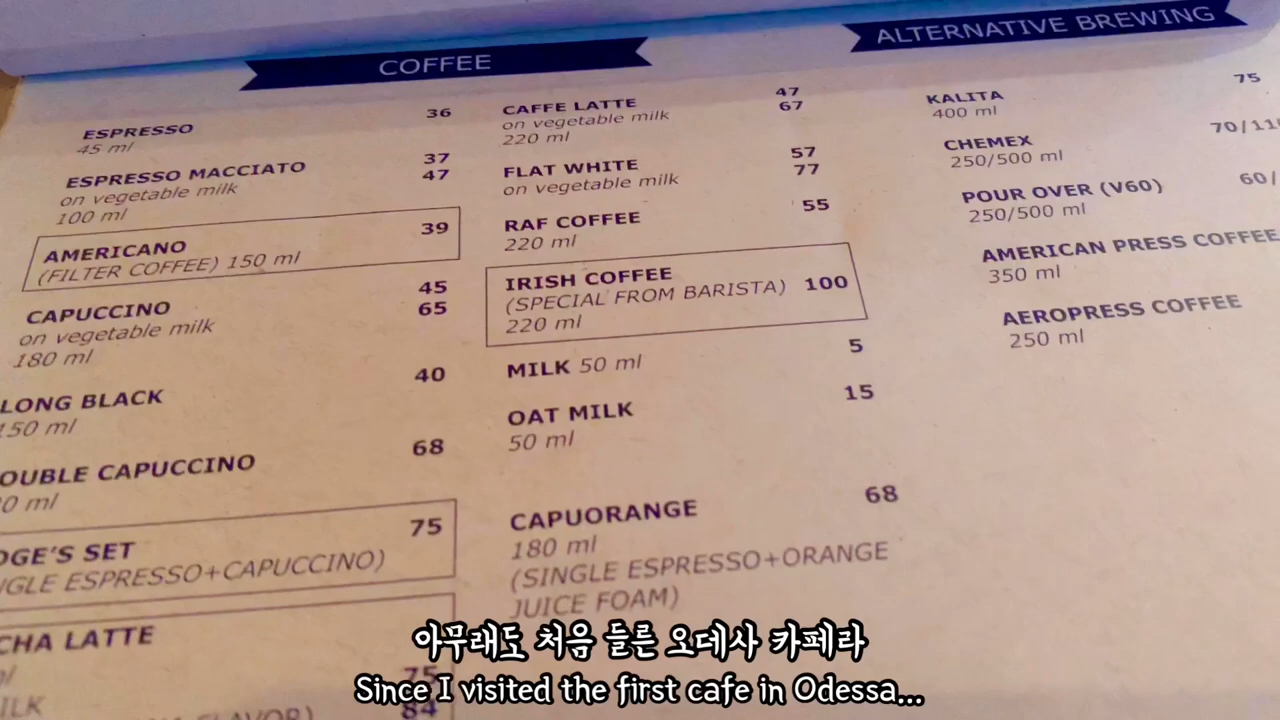 COFFEE
ESPRESSO 36
45 ml
ESPRESSO MACCIATO 37
on vegetable milk 47
100 ml
AMERICANO 39
(FILTER COFFEE) 150 ml
CAPUCCINO 45
on vegetable milk 65
180 ml
LONG BLACK 40
150 ml
OUBLE CAPUCCINO 68
0 ml
OGE'S SET 75
NGLE ESPRESSO+CAPUCCINO)
CHA LATTE
75
ILK 84
FLAVOR)
CAFFE LATTE 47
on vegetable milk 67
220 ml
FLAT WHITE 57
on vegetable milk 77
RAF COFFEE 55
220 ml
IRISH COFFEE
(SPECIAL FROM BARISTA) 100
220 ml
MILK 50 ml 5
OAT MILK 15
50 ml
CAPUORANGE 68
180 ml
(SINGLE ESPRESSO+ORANGE
JUICE FOAM)
ALTERNATIVE BREWING
KALITA 75
400 ml
CHEMEX 70/11
250/500 ml
POUR OVER (V60) 60/
250/500 ml
AMERICAN PRESS COFFEE
350 ml
AEROPRESS COFFEE
250 ml
아무래도 처음 들른 오데사 카페라
Since I visited the first cafe in Odessa...